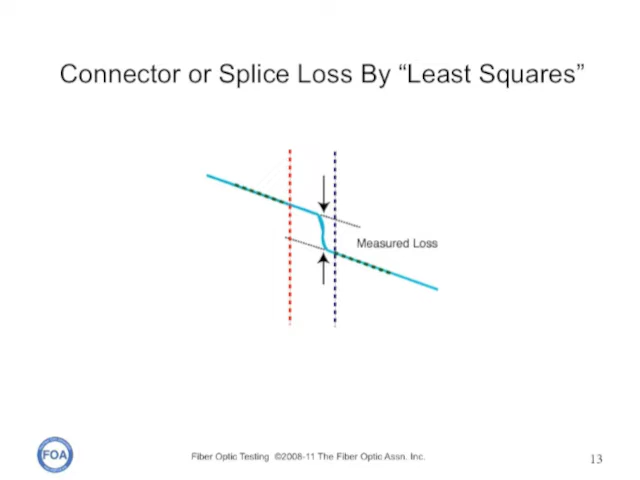 Connector or Splice Loss By “Least Squares”
Measured Loss
FOA
Fiber Optic Testing ©2008-11 The Fiber Optic Assn. Inc.
13